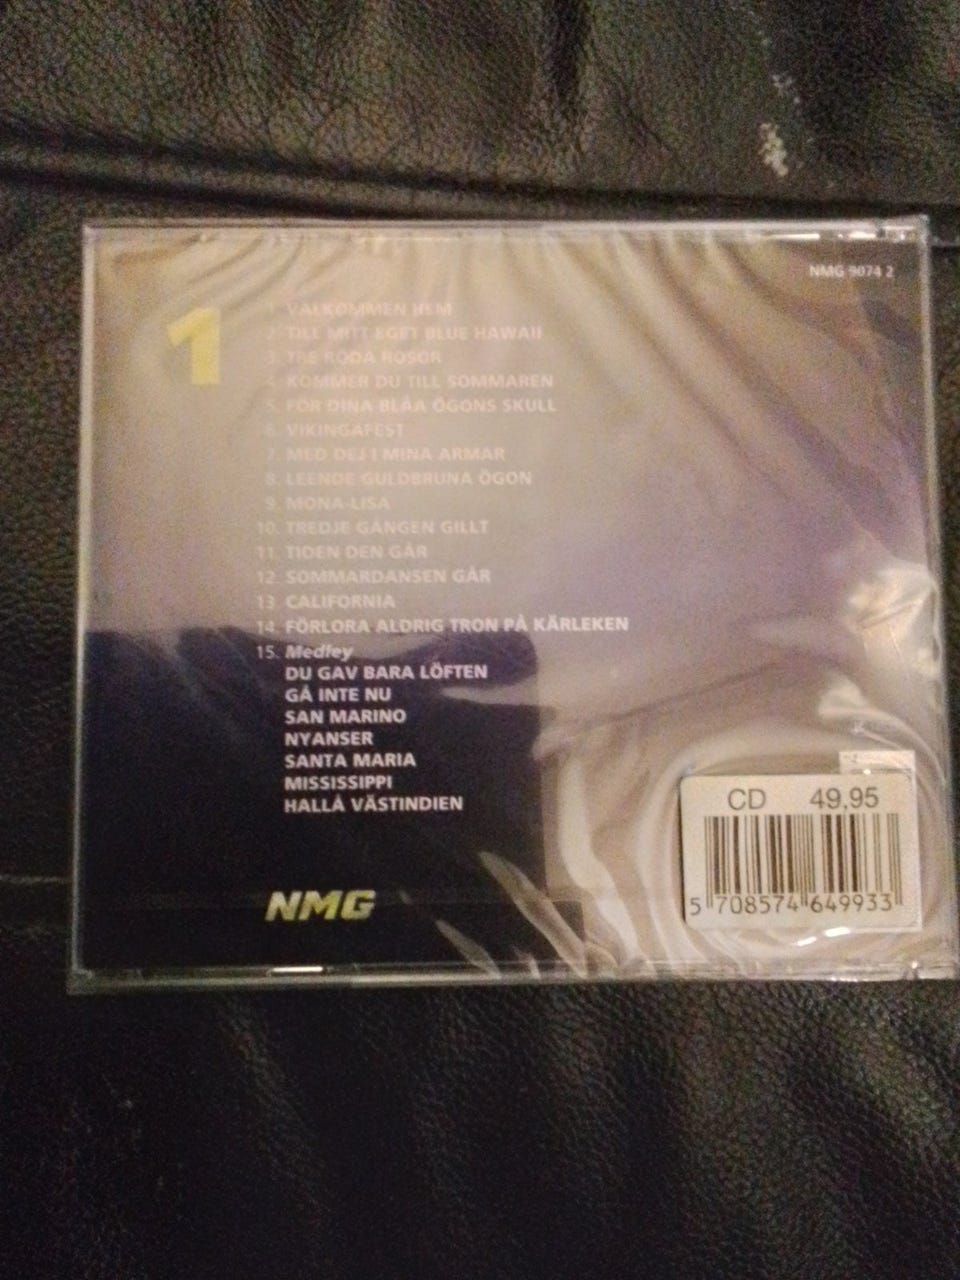 NMG 9074 2
1
1. VÄLKOMMEN HEM
2. TILL MITT EGET BLUE HAWAII
3. TRE RÖDA ROSOR
4. KOMMER DU TILL SOMMAREN
5. FÖR DINA BLÅA ÖGONS SKULL
6. VIKINGAFEST
7. MED DEJ I MINA ARMAR
8. LEENDE GULDBRUNA ÖGON
9. MONA-LISA
10. TREDJE GÅNGEN GILLT
11. TIDEN DEN GÅR
12. SOMMARDANSEN GÅR
13. CALIFORNIA
14. FÖRLORA ALDRIG TRON PÅ KÄRLEKEN
15. Medley
DU GAV BARA LÖFTEN
GÅ INTE NU
SAN MARINO
NYANSER
SANTA MARIA
MISSISSIPPI
HALLÅ VÄSTINDIEN
CD 49,95
5 708574 649933
NMG